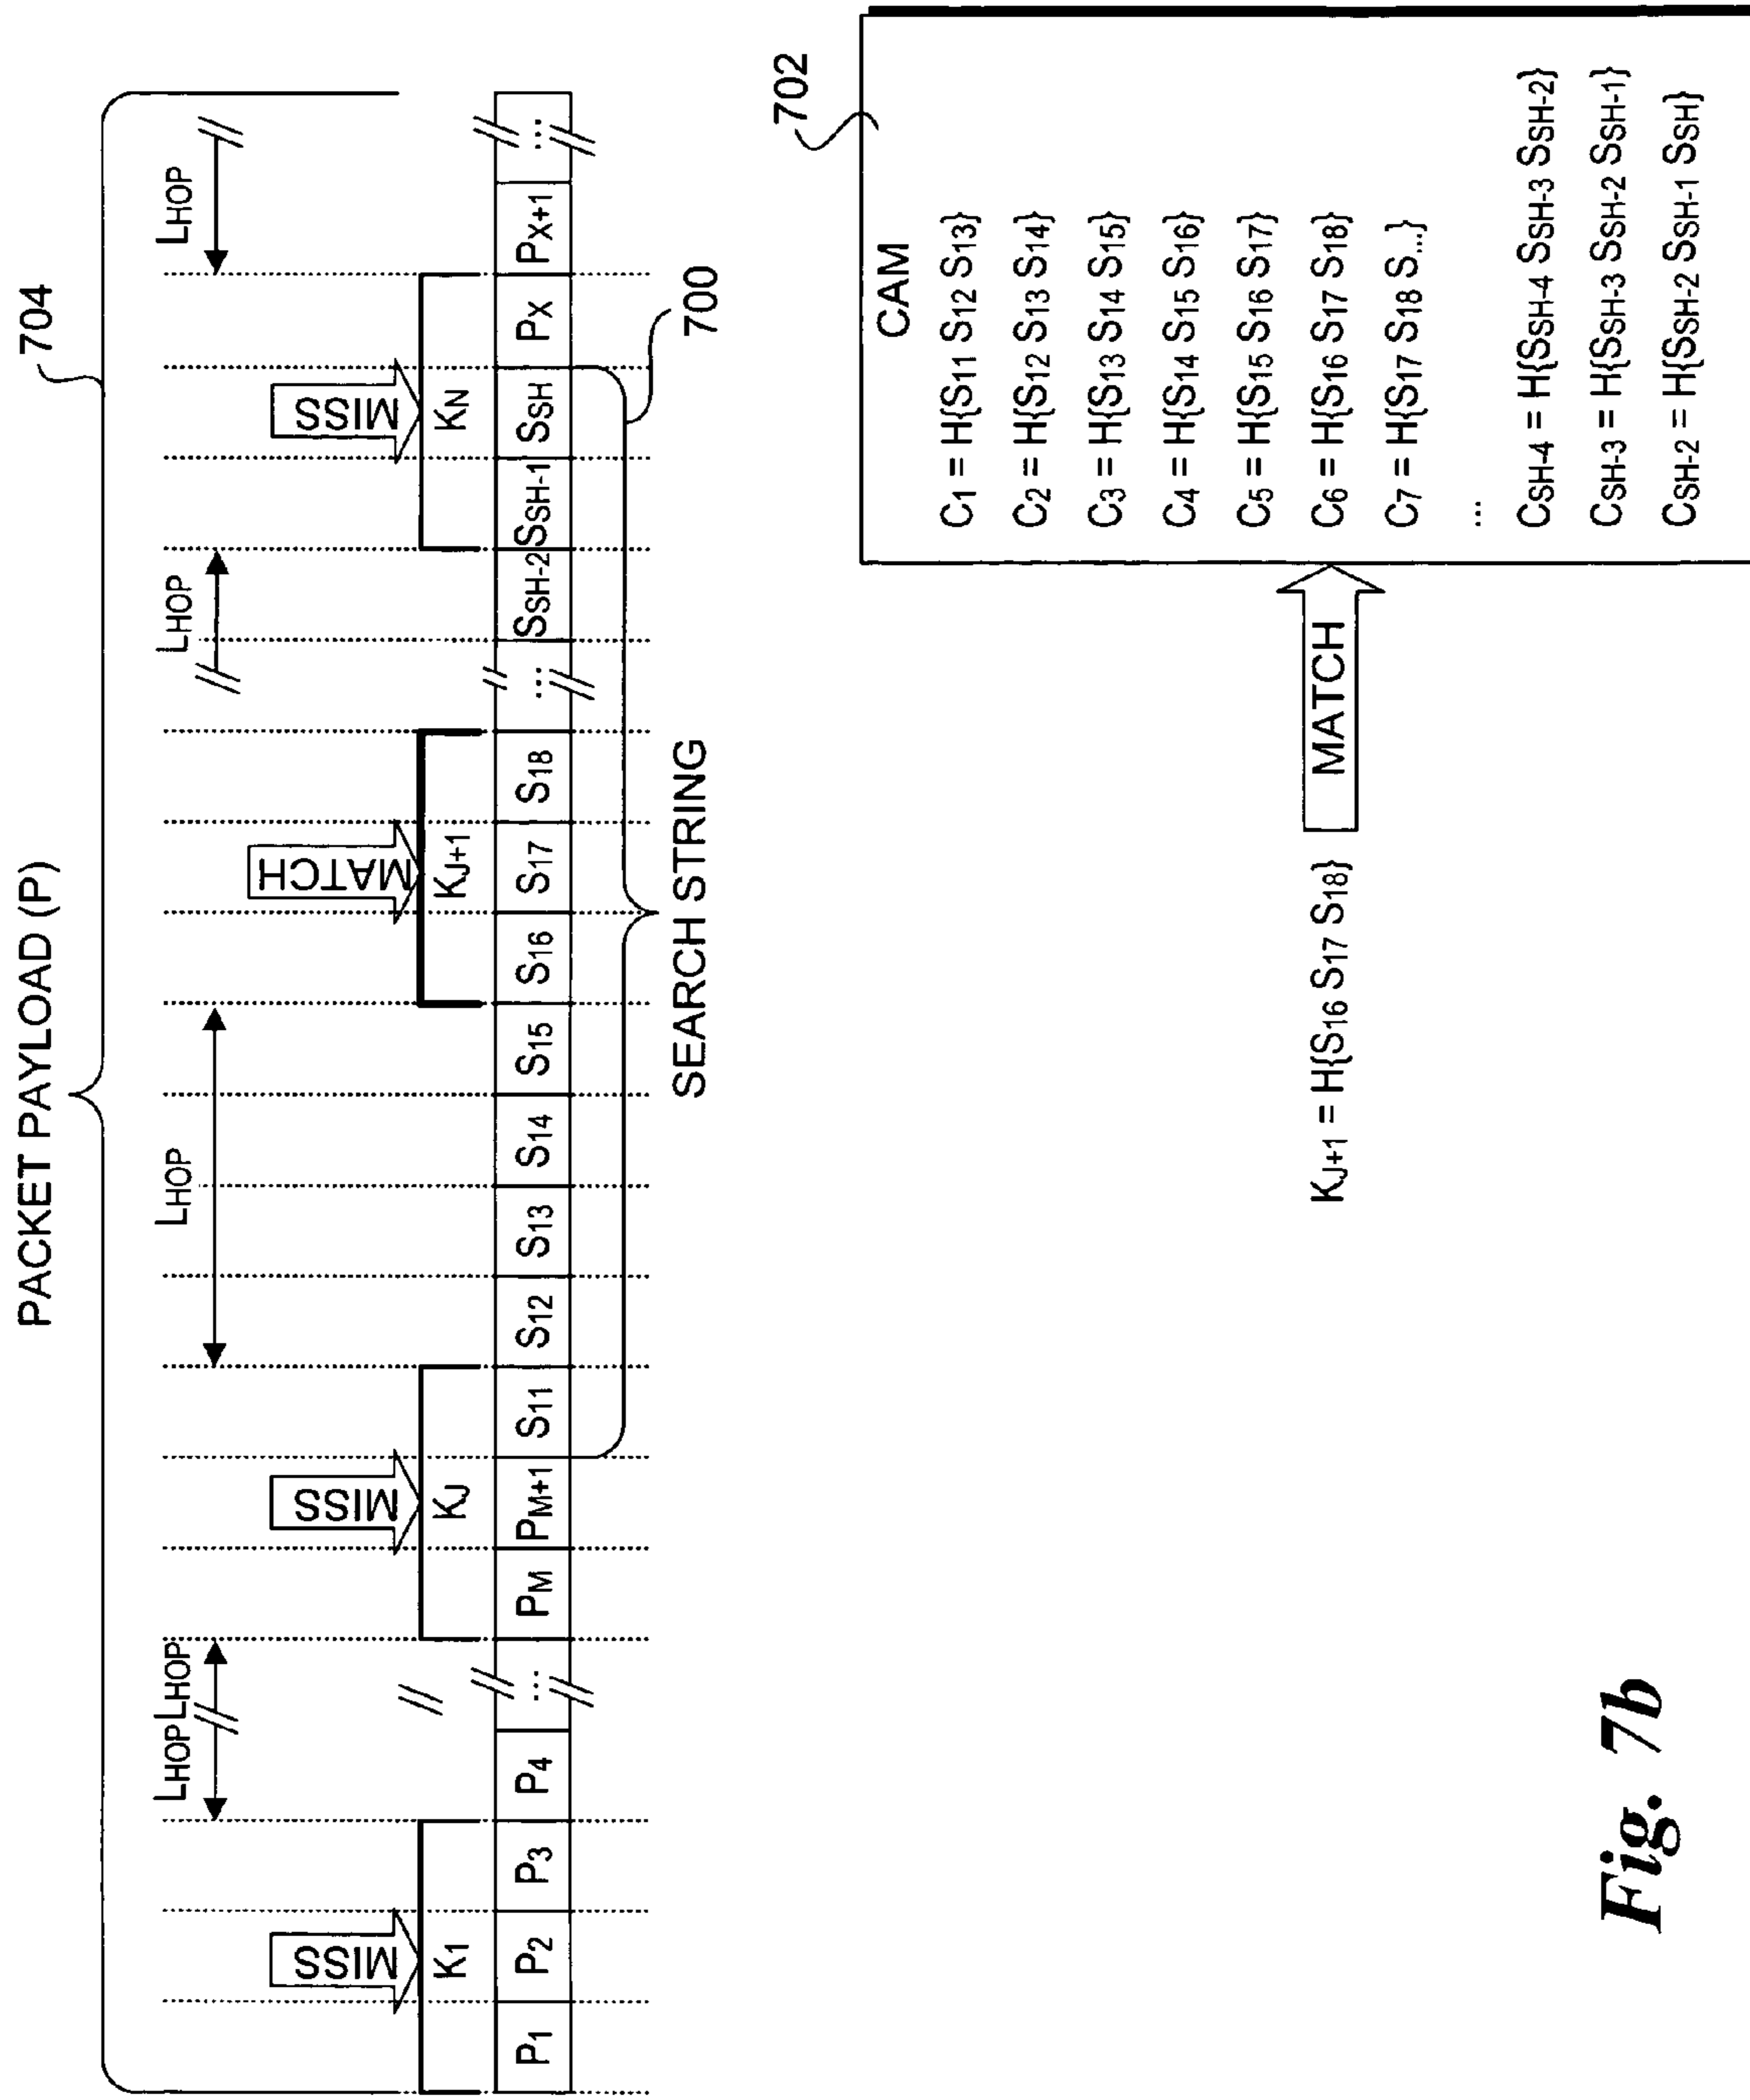 PACKET PAYLOAD (P)
704
LHOP LHOP
LHOP
LHOP
LHOP
MISS
MISS
MATCH
MISS
K1
KJ
KJ+1
KN
P1 P2 P3 P4 ... PM PM+1 S11 S12 S13 S14 S15 S16 S17 S18 ... SSH-2 SSH-1 SSH PX PX+1 ...
SEARCH STRING
700
702
CAM
C1 = H{S11 S12 S13}
C2 = H{S12 S13 S14}
C3 = H{S13 S14 S15}
C4 = H{S14 S15 S16}
C5 = H{S15 S16 S17}
C6 = H{S16 S17 S18}
C7 = H{S17 S18 S...}
...
CSH-4 = H{SSH-4 SSH-3 SSH-2}
CSH-3 = H{SSH-3 SSH-2 SSH-1}
CSH-2 = H{SSH-2 SSH-1 SSH}
KJ+1 = H{S16 S17 S18}
MATCH
Fig. 7b